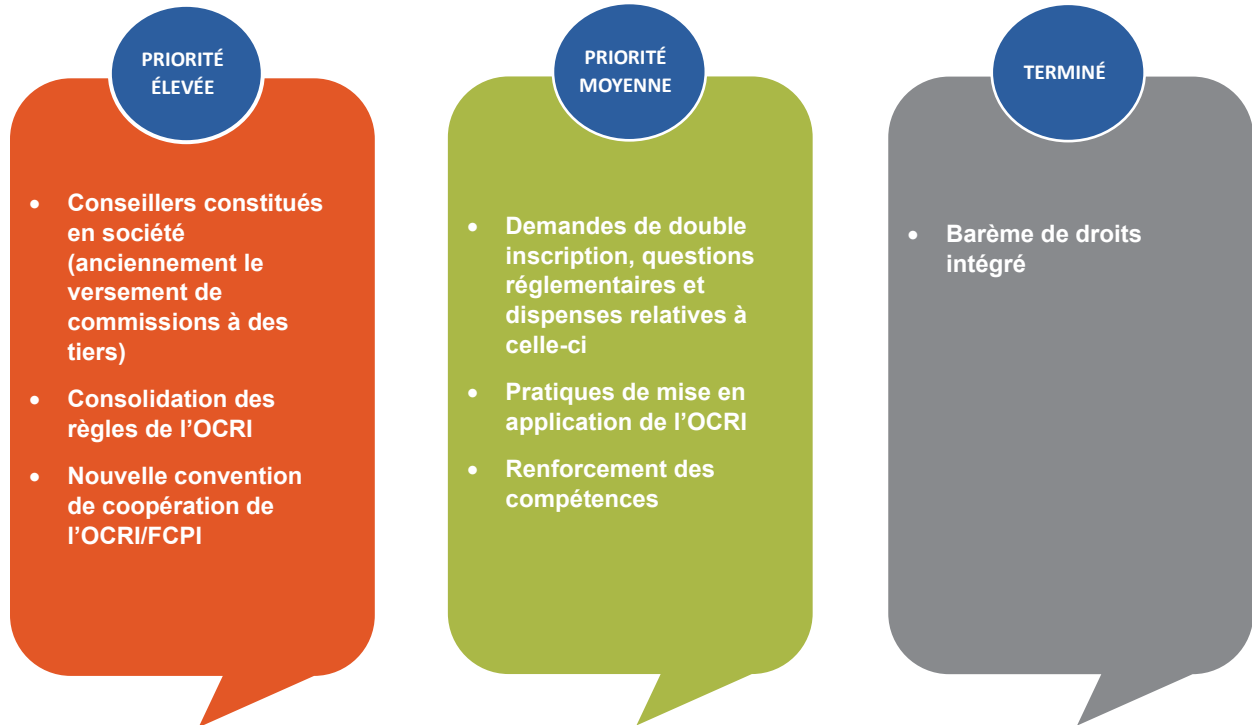 PRIORITÉ
ÉLEVÉE
• Conseillers constitués
en société
(anciennement le
versement de
commissions à des
tiers)
• Consolidation des
règles de l’OCRI
• Nouvelle convention
de coopération de
l’OCRI/FCPI
PRIORITÉ
MOYENNE
• Demandes de double
inscription, questions
réglementaires et
dispenses relatives à
celle-ci
• Pratiques de mise en
application de l’OCRI
• Renforcement des
compétences
TERMINÉ
• Barème de droits
intégré